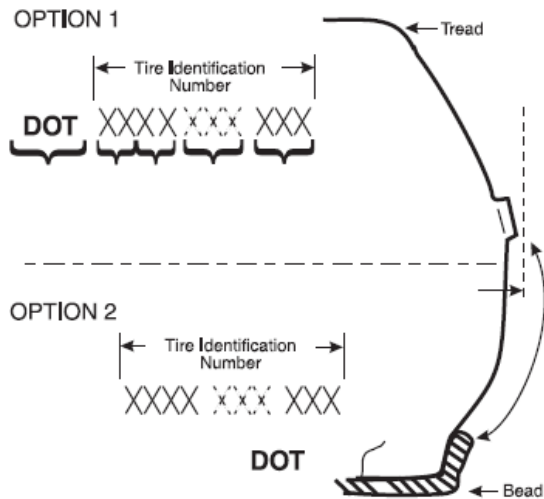 OPTION 1
Tread
Tire Identification
Number
DOT XXXX XXX XXX
OPTION 2
Tire Identification
Number
XXXX XXX XXX
DOT
Bead